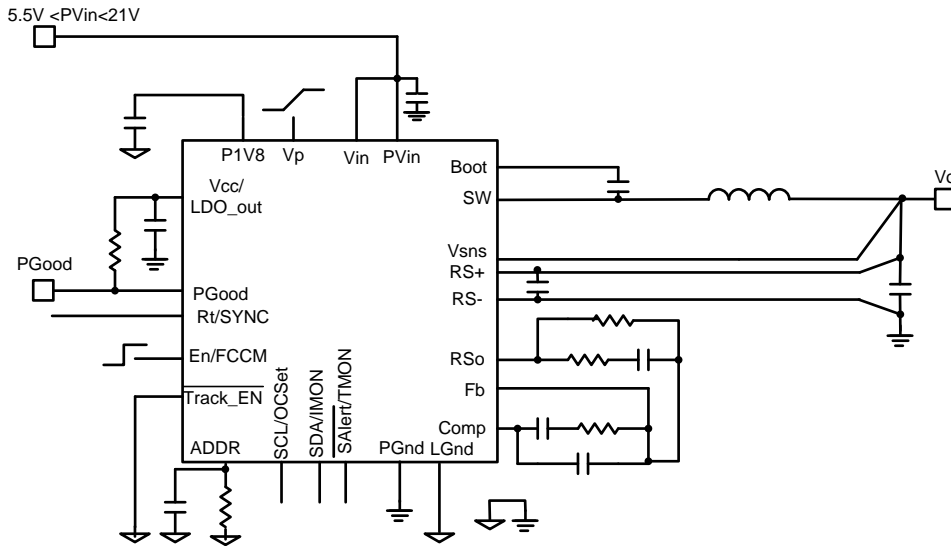 5.5V <PVin<21V
P1V8
Vp
Vin
PVin
Boot
Vcc/
LDO_out
SW
Vo
Vsns
RS+
PGood
PGood
RS-
Rt/SYNC
En/FCCM
RSo
Track_EN
Fb
SCL/OCSet
SDA/IMON
SAlert/TMON
Comp
ADDR
PGnd
LGnd